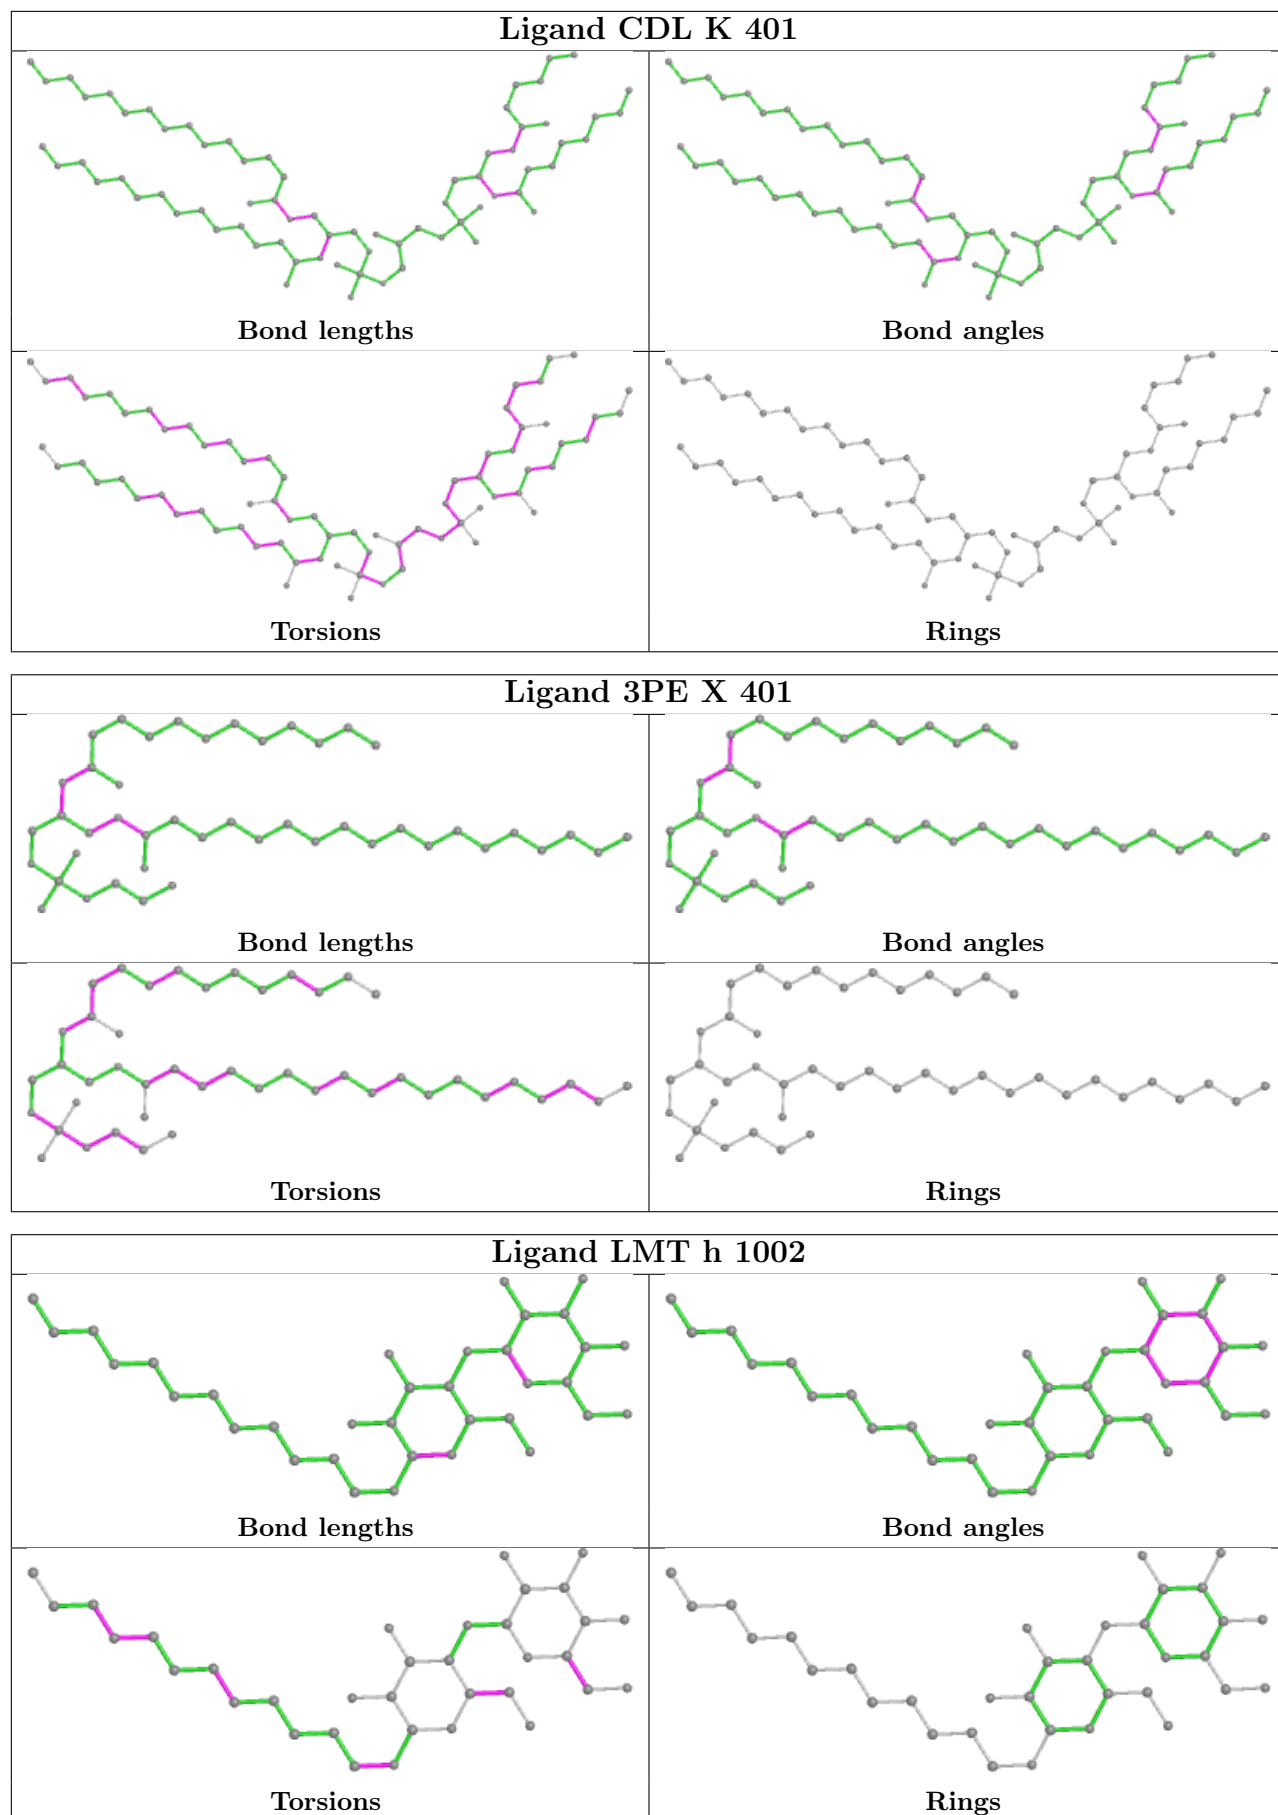 Ligand CDL K 401
Bond lengths
Bond angles
Torsions
Rings
Ligand 3PE X 401
Bond lengths
Bond angles
Torsions
Rings
Ligand LMT h 1002
Bond lengths
Bond angles
Torsions
Rings